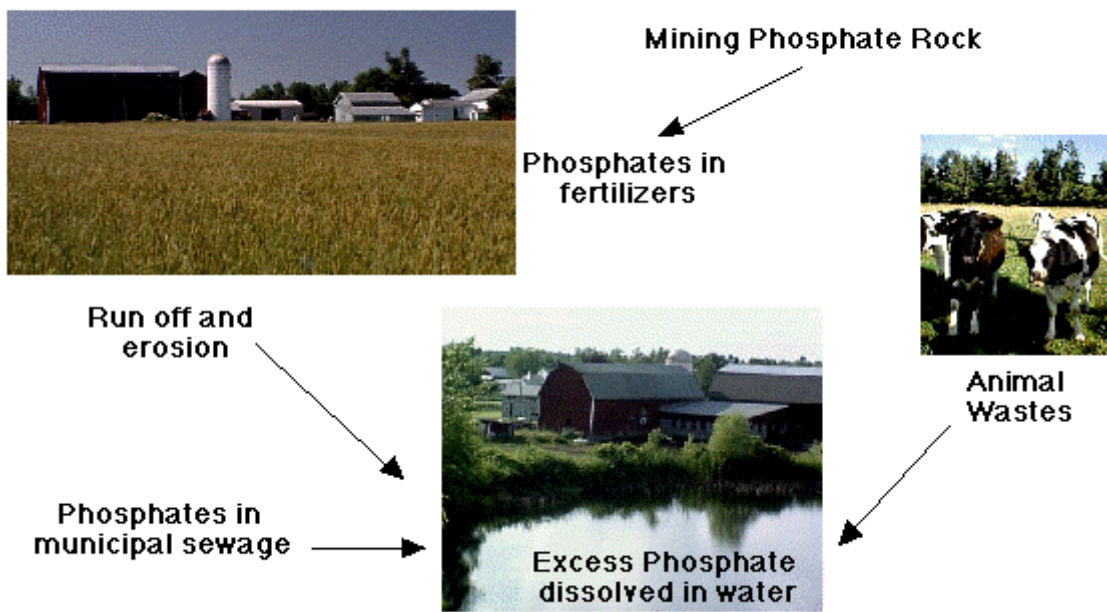 Mining Phosphate Rock
Phosphates in
fertilizers
Run off and
erosion
Animal
Wastes
Phosphates in
municipal sewage
Excess Phosphate
dissolved in water